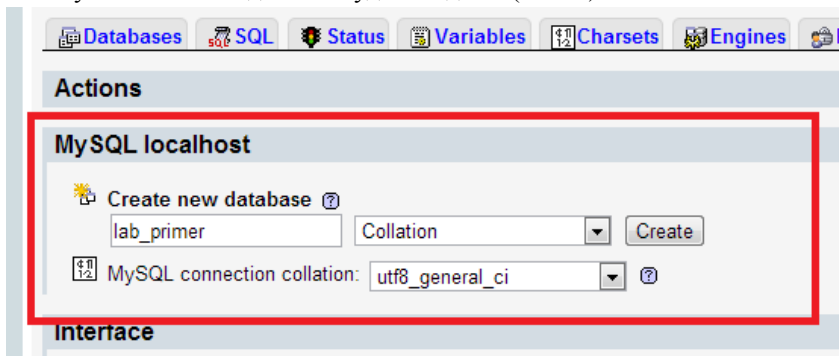 Databases SQL Status Variables Charsets Engines
Actions
MySQL localhost
Create new database
lab_primer Collation Create
MySQL connection collation: utf8_general_ci
Interface